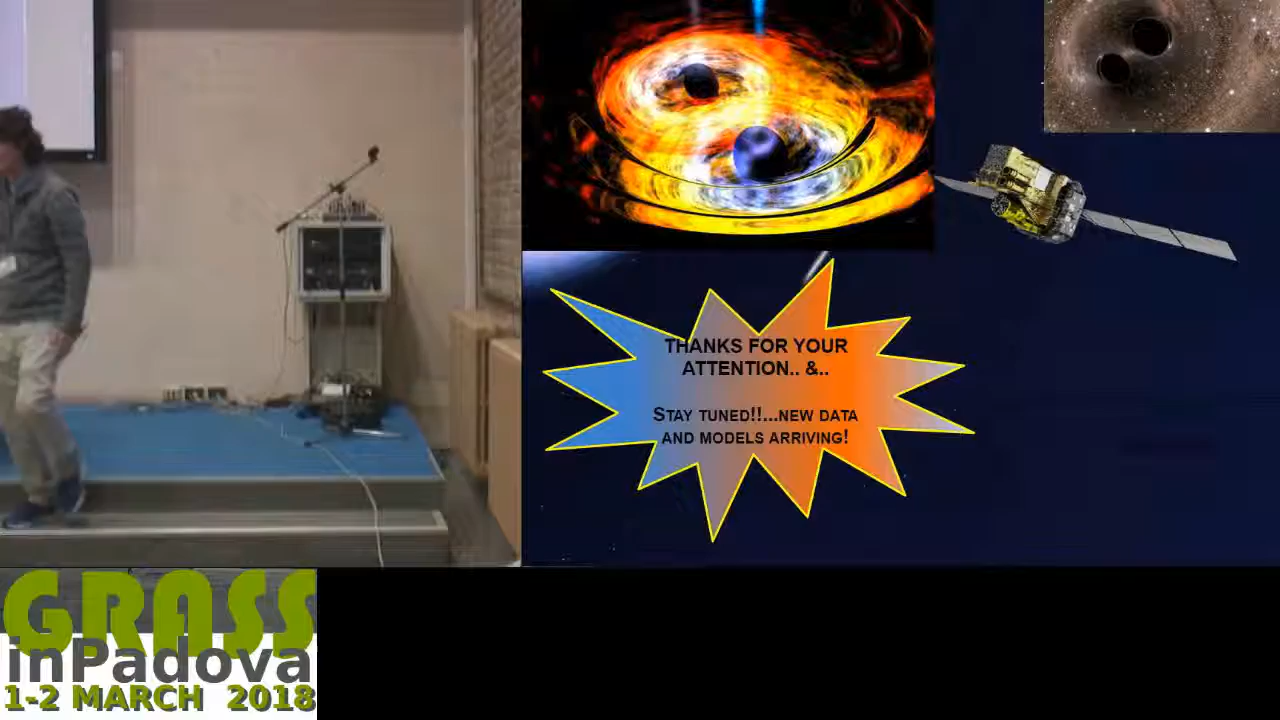 THANKS FOR YOUR
ATTENTION.. &..
STAY TUNED!!...NEW DATA
AND MODELS ARRIVING!
GRASS
inPadova
1-2 MARCH 2018